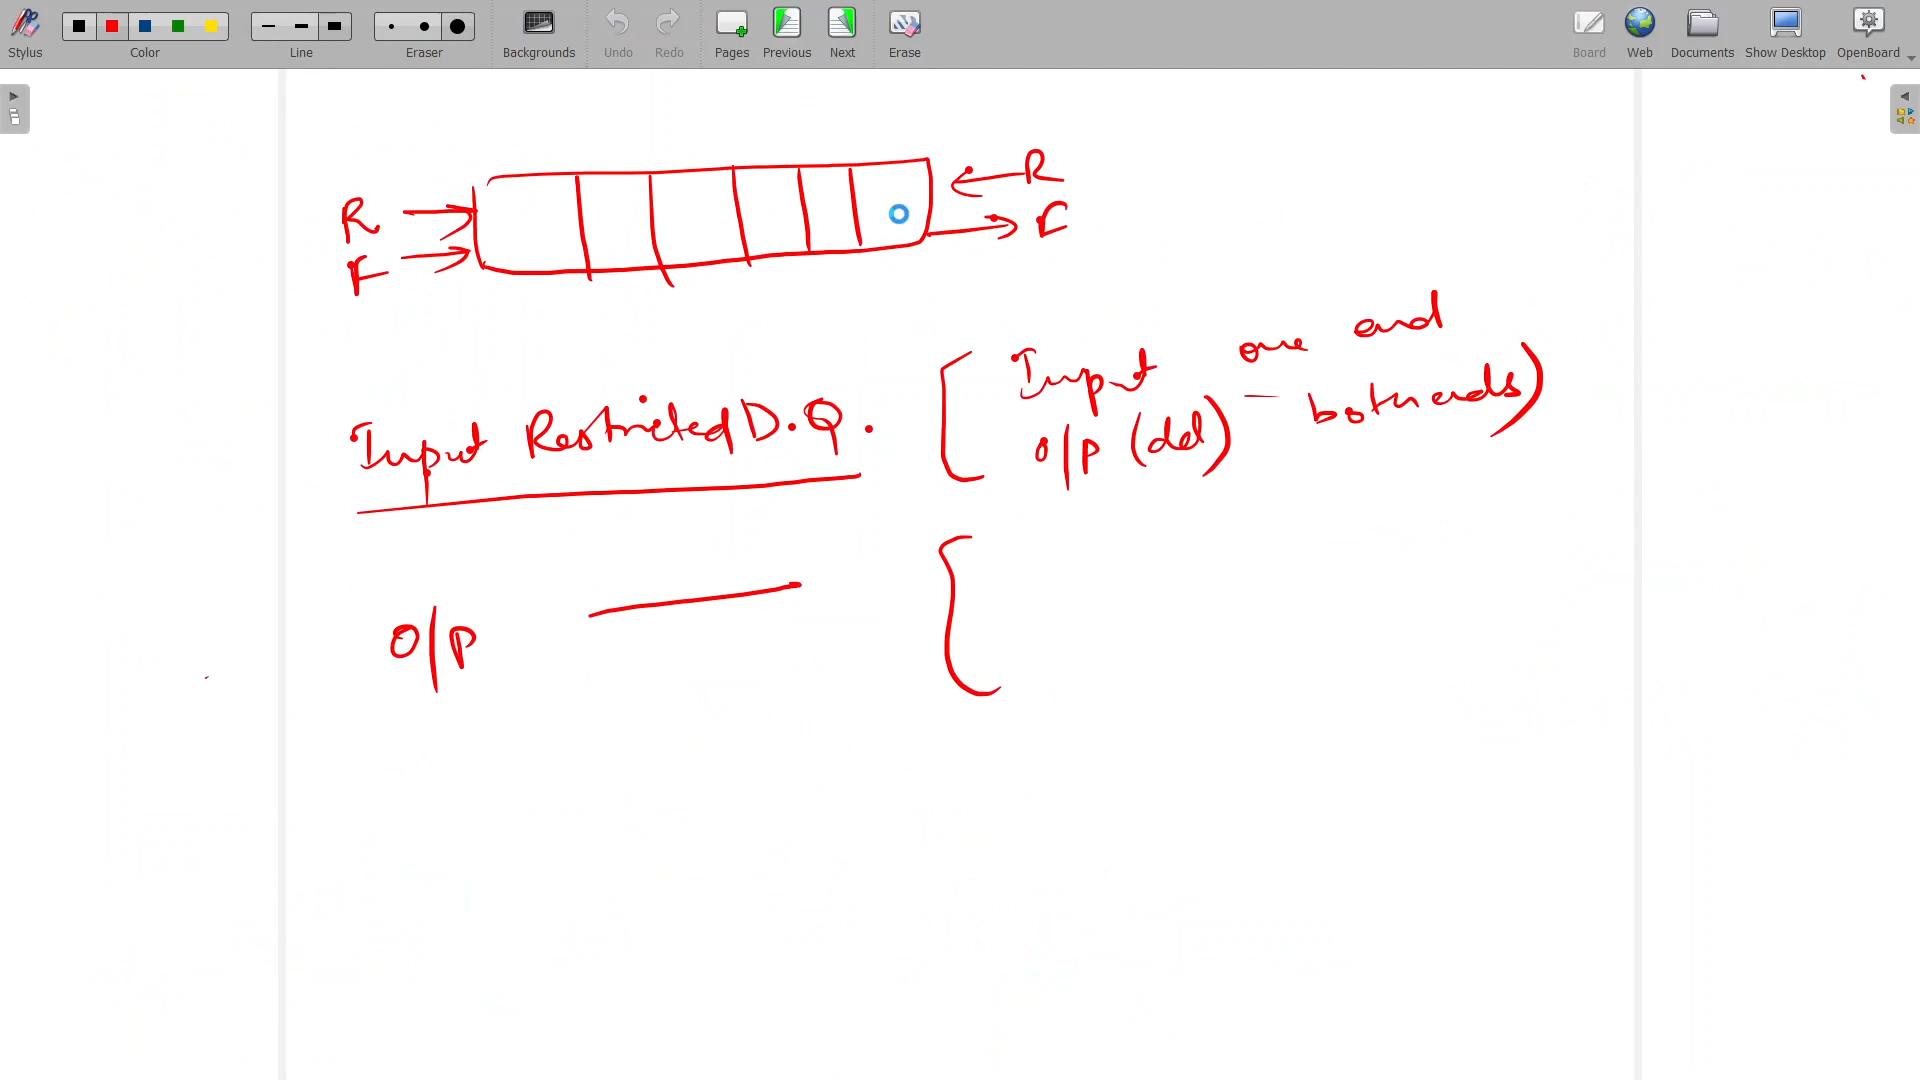 Stylus
Color
Line
Eraser
Backgrounds
Undo
Redo
Pages
Previous
Next
Erase
Board
Web
Documents
Show Desktop
OpenBoard
R
F
R
F
Input Restricted D.Q.
Input one end
o/p (del) - both ends)
o/p